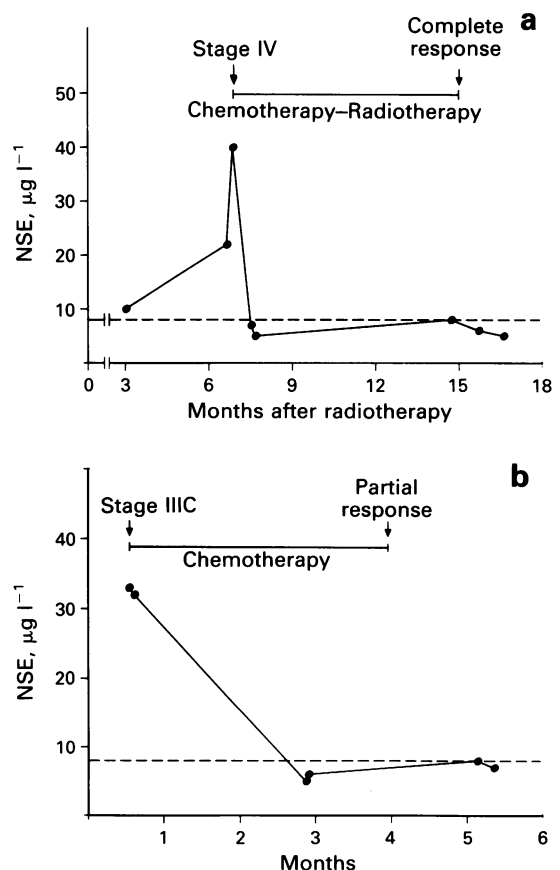 a
Stage IV
Complete
response
Chemotherapy–Radiotherapy
NSE, µg l⁻¹
50
40
30
20
10
0 3 6 9 12 15 18
Months after radiotherapy
b
Stage IIIC
Partial
response
Chemotherapy
NSE, µg l⁻¹
40
30
20
10
1 2 3 4 5 6
Months